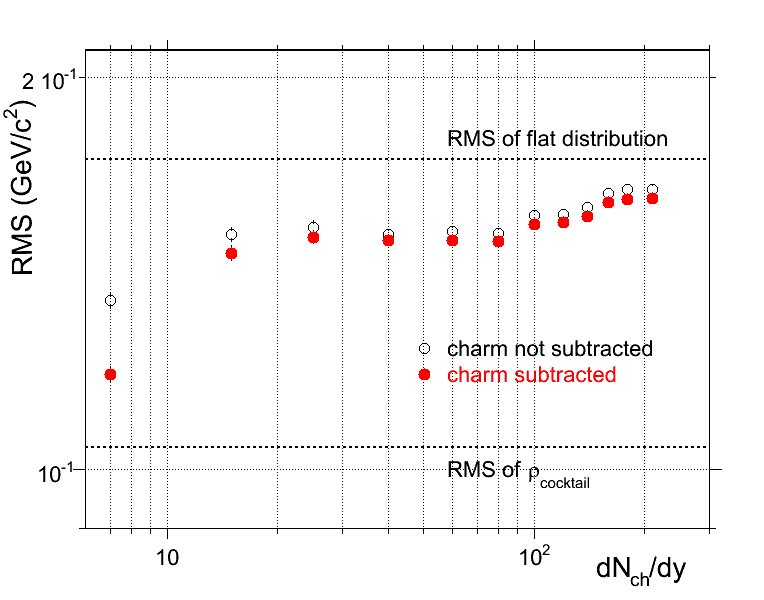 2 10⁻¹
RMS of flat distribution
RMS (GeV/c²)
charm not subtracted
charm subtracted
10⁻¹
RMS of ρcocktail
10
10²
dNch/dy